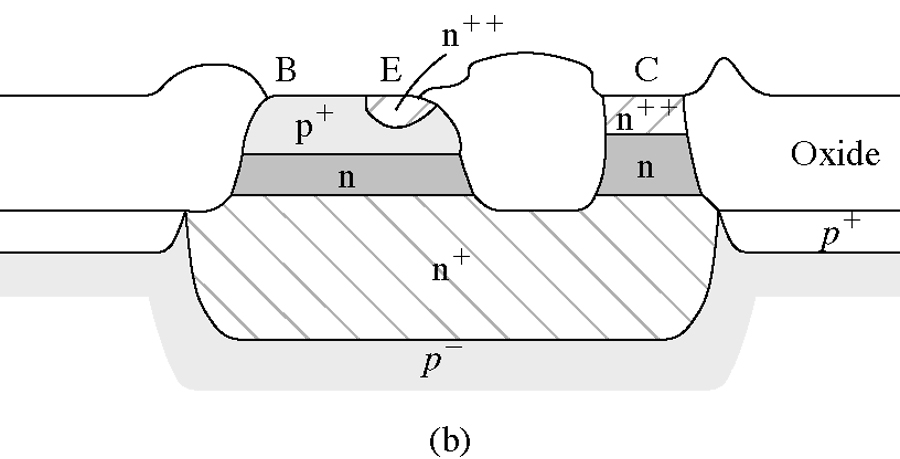 n⁺⁺
B E C
p⁺ n⁺⁺
Oxide
n n
p⁺
n⁺
p⁻
(b)